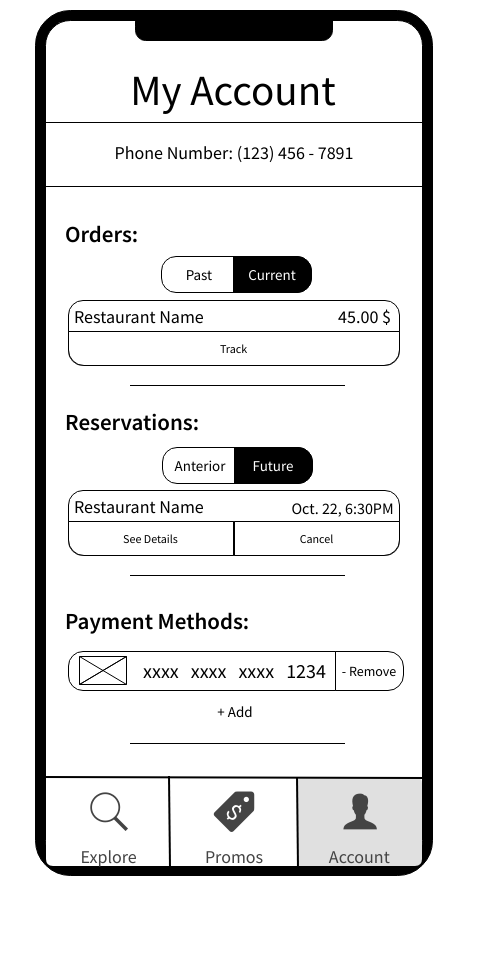 My Account
Phone Number: (123) 456 - 7891
Orders:
Past Current
Restaurant Name 45.00 $
Track
Reservations:
Anterior Future
Restaurant Name Oct. 22, 6:30PM
See Details Cancel
Payment Methods:
xxxx xxxx xxxx 1234 - Remove
+ Add
$
Explore Promos Account